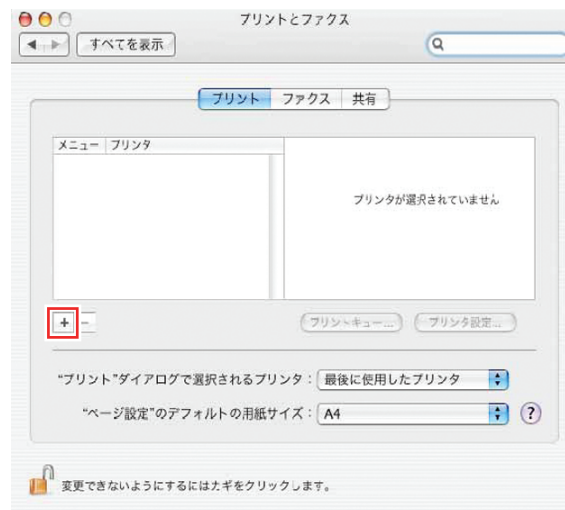 プリントとファクス
すべてを表示
プリント ファクス 共有
メニュー プリンタ
プリンタが選択されていません
+ −
プリントキュー... プリンタ設定...
“プリント”ダイアログで選択されるプリンタ： 最後に使用したプリンタ
“ページ設定”のデフォルトの用紙サイズ： A4 ?
変更できないようにするにはカギをクリックします。